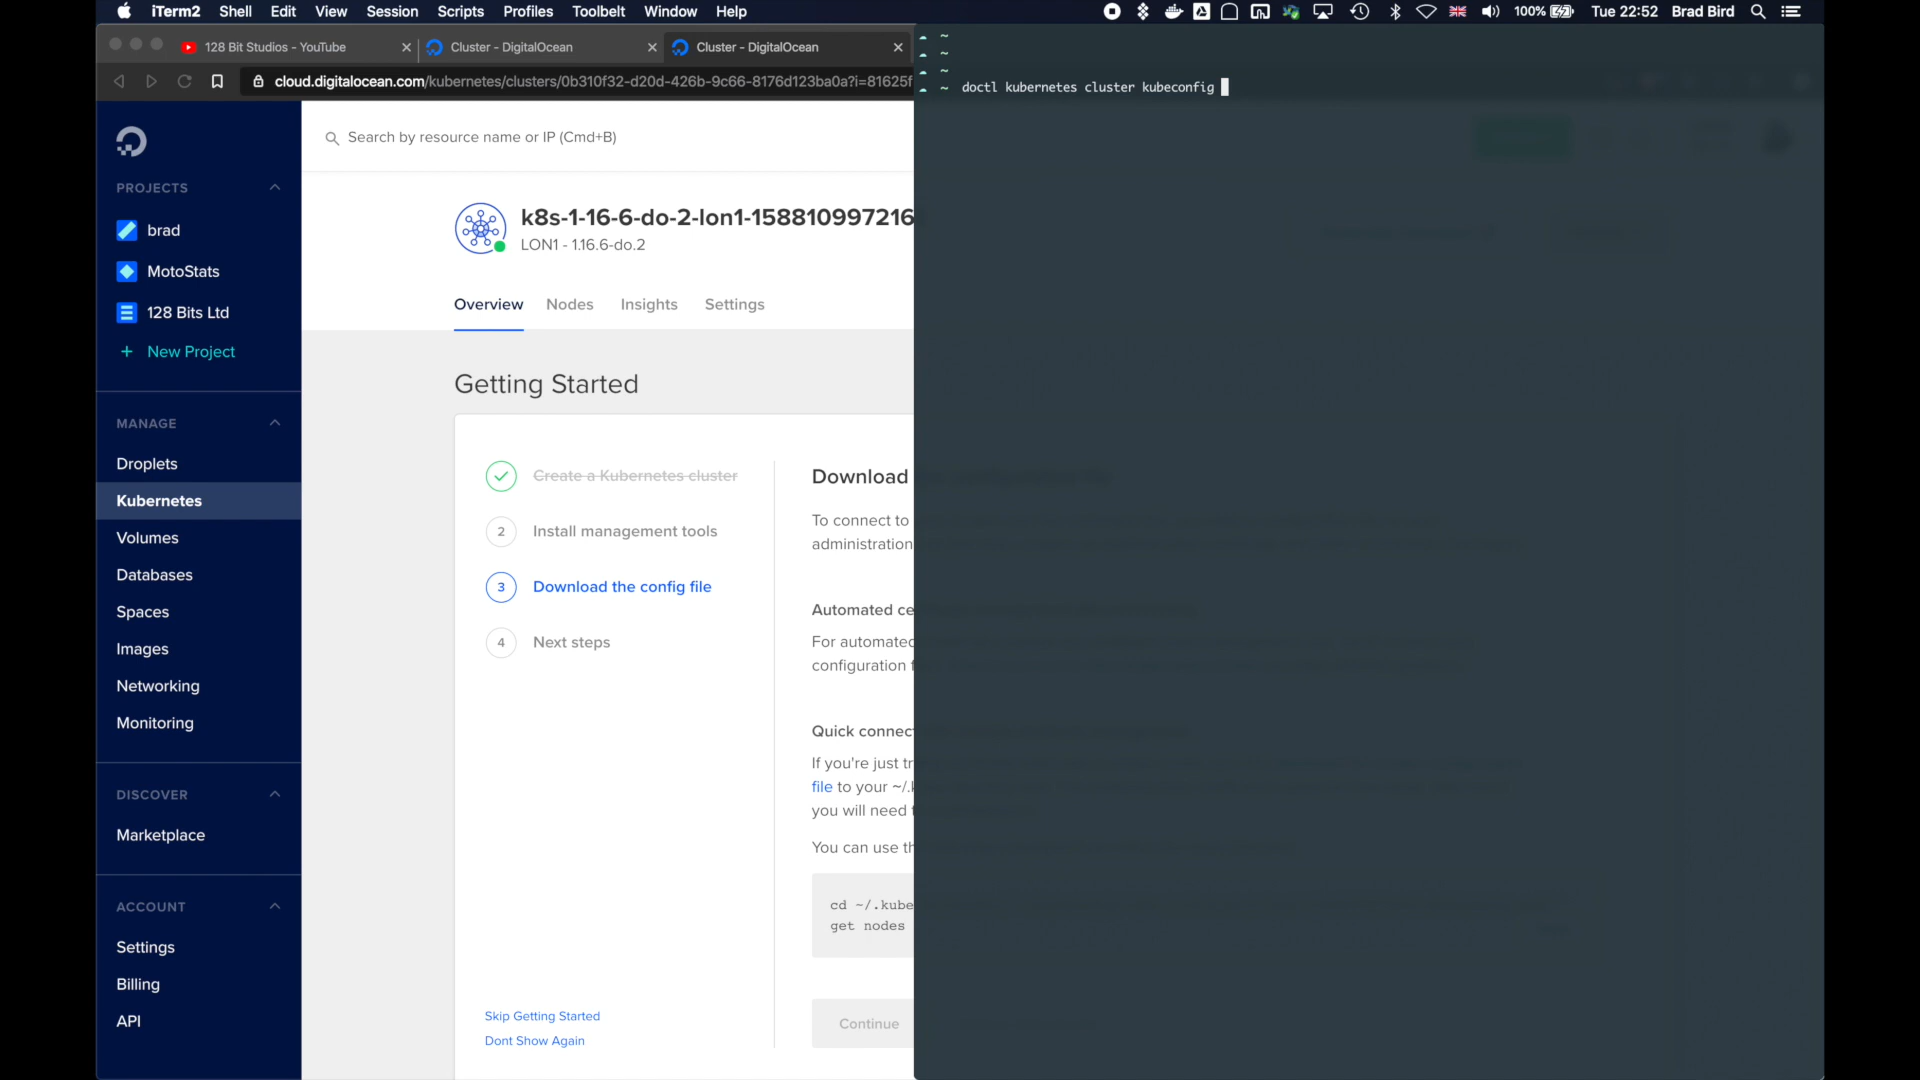 iTerm2 Shell Edit View Session Scripts Profiles Toolbelt Window Help
100% Tue 22:52 Brad Bird
128 Bit Studios - YouTube
Cluster - DigitalOcean
Cluster - DigitalOcean
cloud.digitalocean.com/kubernetes/clusters/0b310f32-d20d-426b-9c66-8176d123ba0a?i=81625f
~
~
~
~ doctl kubernetes cluster kubeconfig
PROJECTS
brad
MotoStats
128 Bits Ltd
+ New Project
MANAGE
Droplets
Kubernetes
Volumes
Databases
Spaces
Images
Networking
Monitoring
DISCOVER
Marketplace
ACCOUNT
Settings
Billing
API
Search by resource name or IP (Cmd+B)
k8s-1-16-6-do-2-lon1-158810997216
LON1 - 1.16.6-do.2
Overview Nodes Insights Settings
Getting Started
Create a Kubernetes cluster
2 Install management tools
3 Download the config file
4 Next steps
Skip Getting Started
Dont Show Again
Download
To connect to
administration
Automated ce
For automated
configuration f
Quick connec
If you're just tr
file to your ~/.k
you will need t
You can use th
cd ~/.kube
get nodes
Continue